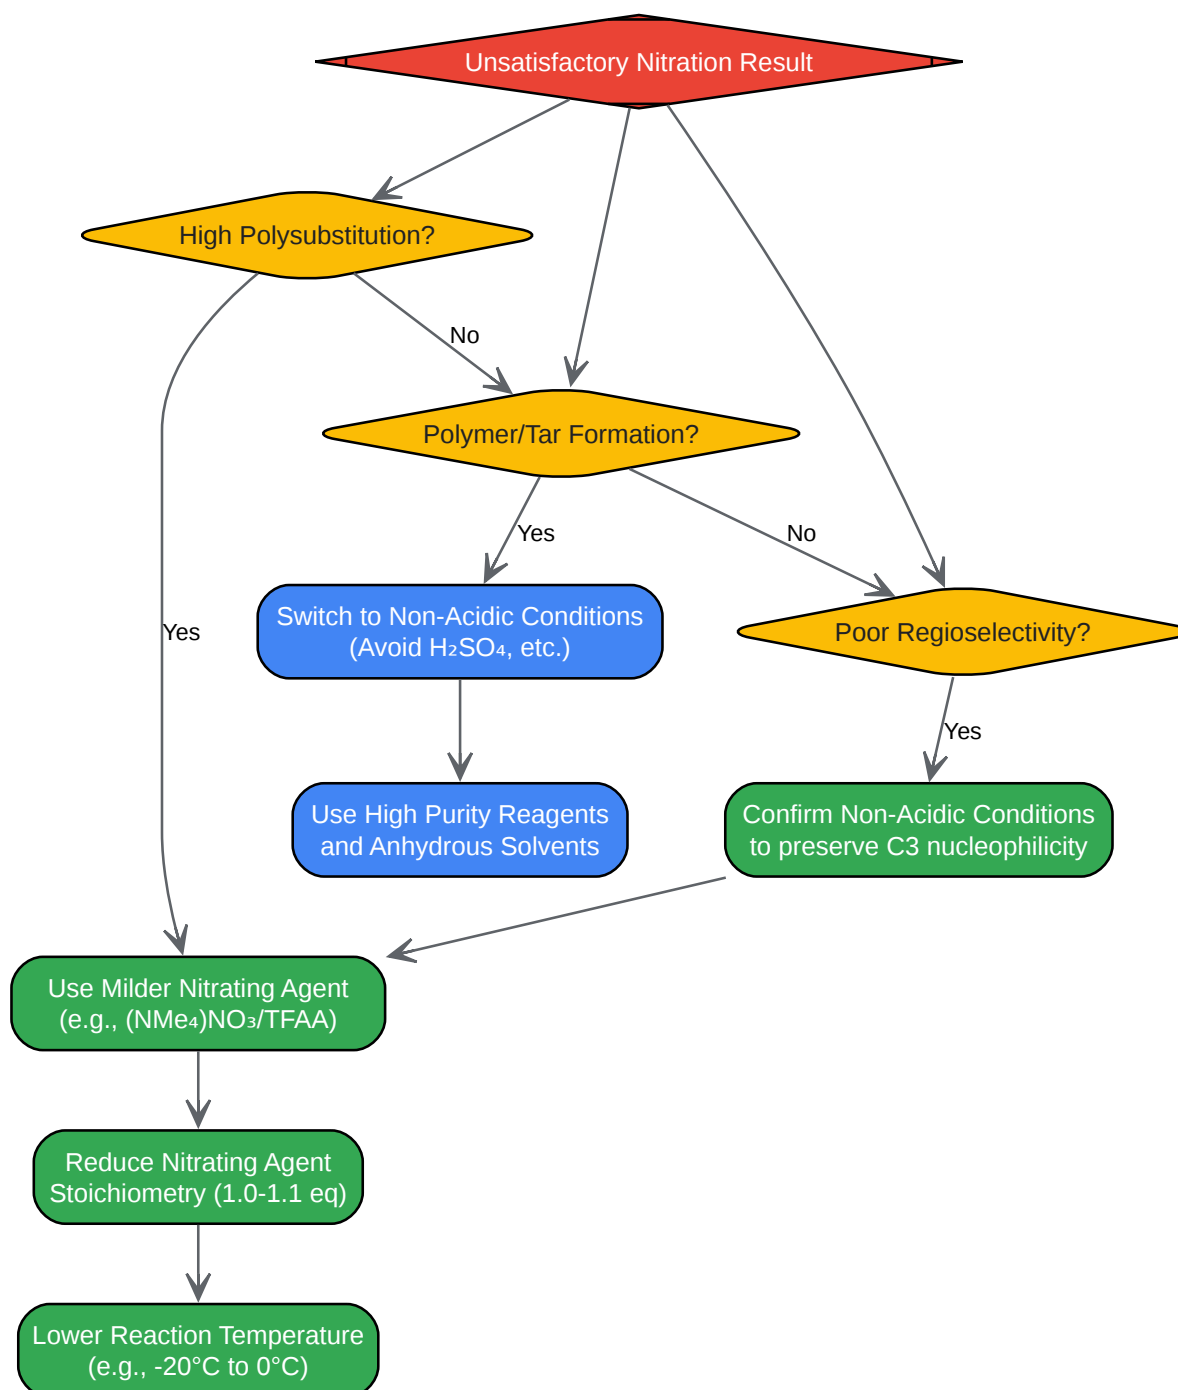 Unsatisfactory Nitration Result
High Polysubstitution?
No
Polymer/Tar Formation?
Yes
No
Switch to Non-Acidic Conditions
(Avoid H₂SO₄, etc.)
Yes
Poor Regioselectivity?
Yes
Use High Purity Reagents
and Anhydrous Solvents
Confirm Non-Acidic Conditions
to preserve C3 nucleophilicity
Use Milder Nitrating Agent
(e.g., (NMe₄)NO₃/TFAA)
Reduce Nitrating Agent
Stoichiometry (1.0-1.1 eq)
Lower Reaction Temperature
(e.g., -20°C to 0°C)